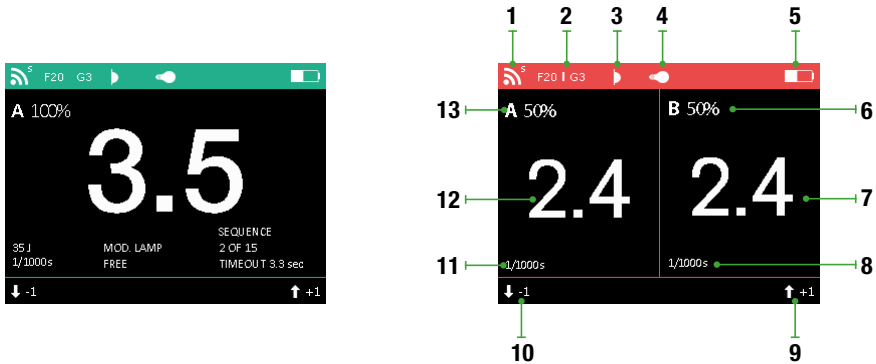 S
F20 G3
A 100%
3.5
SEQUENCE
35J MOD. LAMP 2 OF 15
1/1000s FREE TIMEOUT 3.3 sec
-1 +1
1 2 3 4 5
S
F20 G3
13 A 50% B 50% 6
12 2.4 2.4 7
11 1/1000s 1/1000s 8
-1 +1
10 9